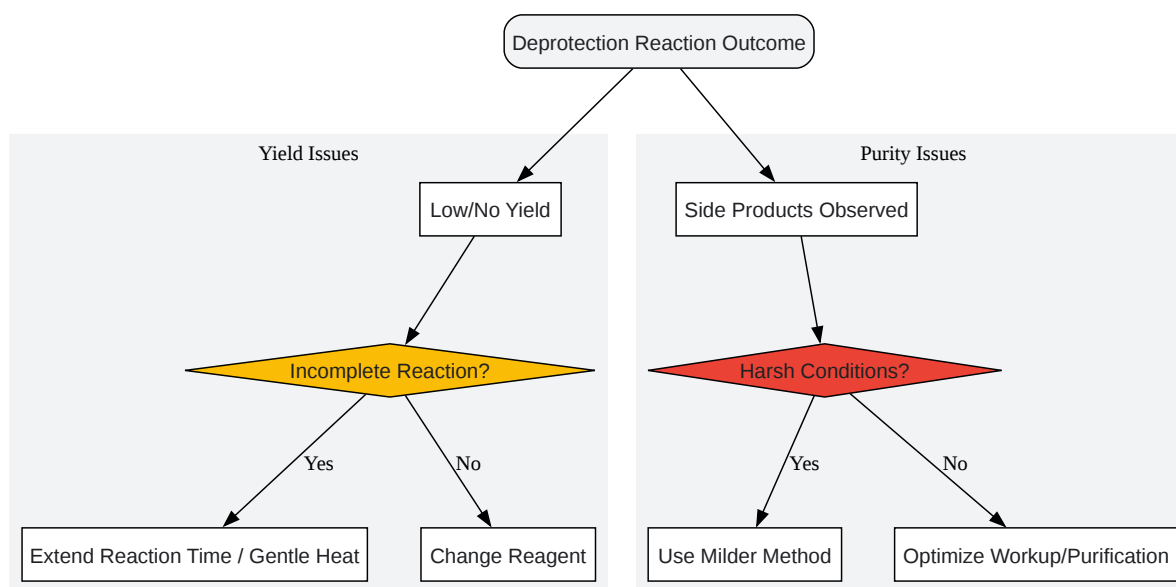 Deprotection Reaction Outcome
Yield Issues
Purity Issues
Low/No Yield
Side Products Observed
Incomplete Reaction?
Harsh Conditions?
Yes
No
Yes
No
Extend Reaction Time / Gentle Heat
Change Reagent
Use Milder Method
Optimize Workup/Purification